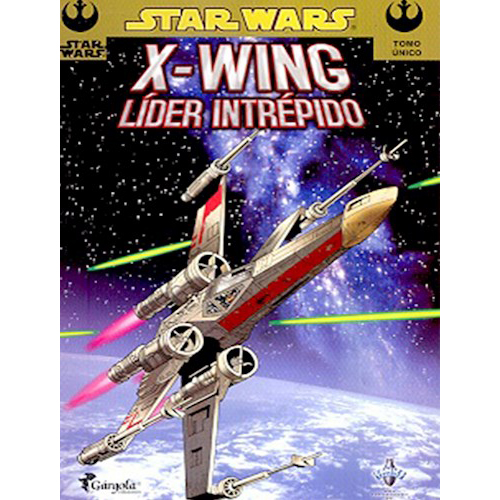 STAR WARS
STAR
WARS
TOMO
ÚNICO
X-WING
LÍDER INTRÉPIDO
Gárgola